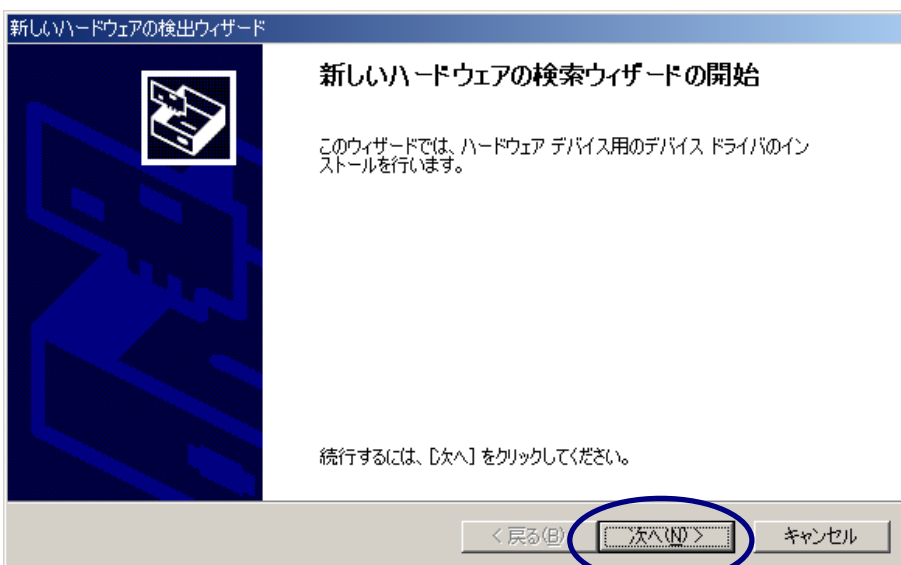 新しいハードウェアの検出ウィザード
新しいハードウェアの検索ウィザードの開始
このウィザードでは、ハードウェア デバイス用のデバイス ドライバのイン
ストールを行います。
続行するには、[次へ] をクリックしてください。
< 戻る(B)
次へ(N) >
キャンセル